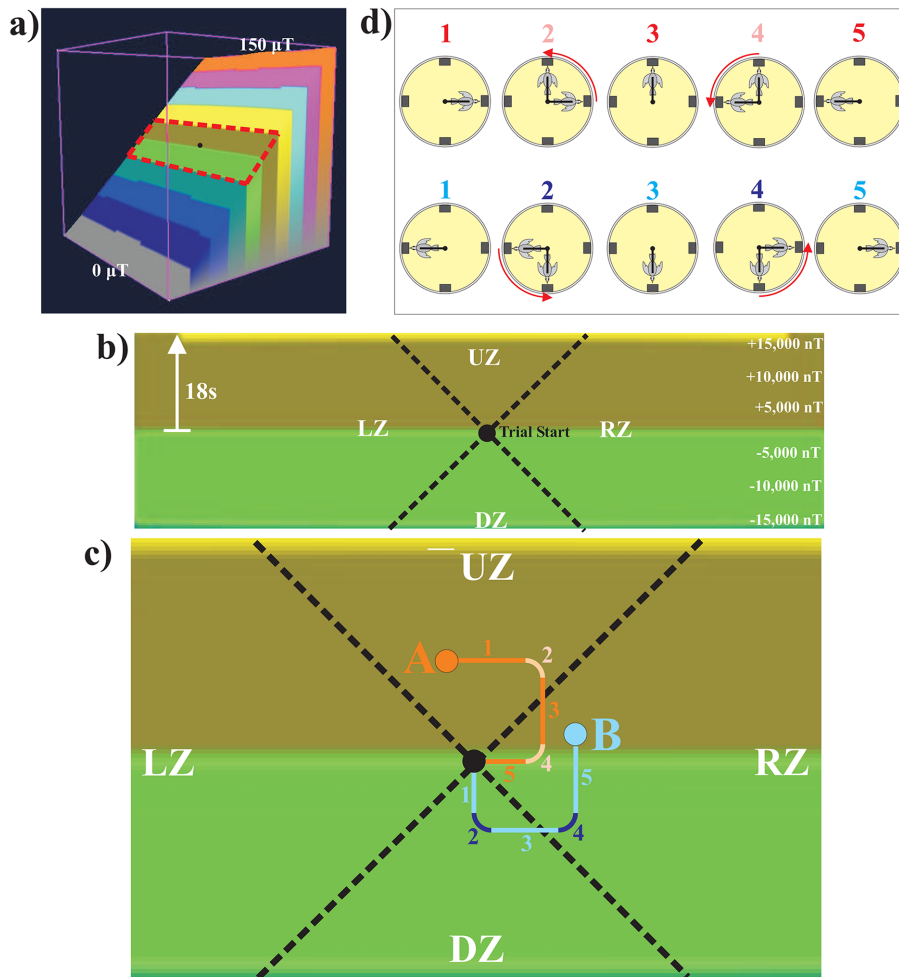 a)
150 µT
0 µT
d)
1 2 3 4 5
1 2 3 4 5
b)
18s
UZ
LZ
Trial Start
RZ
DZ
+15,000 nT
+10,000 nT
+5,000 nT
-5,000 nT
-10,000 nT
-15,000 nT
c)
UZ
A
1
2
3
4
5
B
LZ
RZ
1
2
3
4
5
DZ